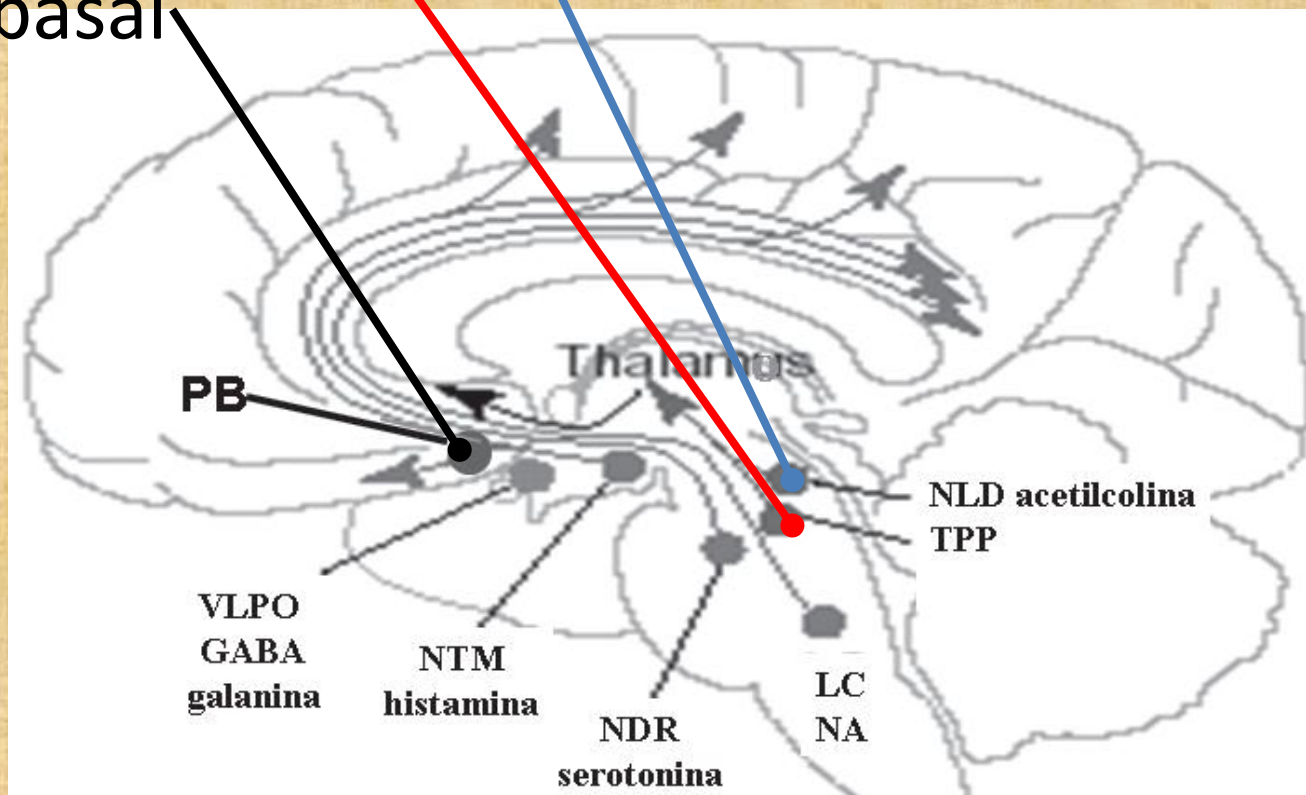 basal
Thalamus
PB
NLD acetilcolina
TPP
VLPO
GABA
galanina
NTM
histamina
LC
NA
NDR
serotonina